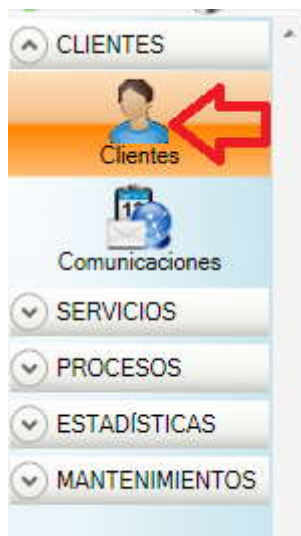 CLIENTES
Clientes
Comunicaciones
SERVICIOS
PROCESOS
ESTADÍSTICAS
MANTENIMIENTOS